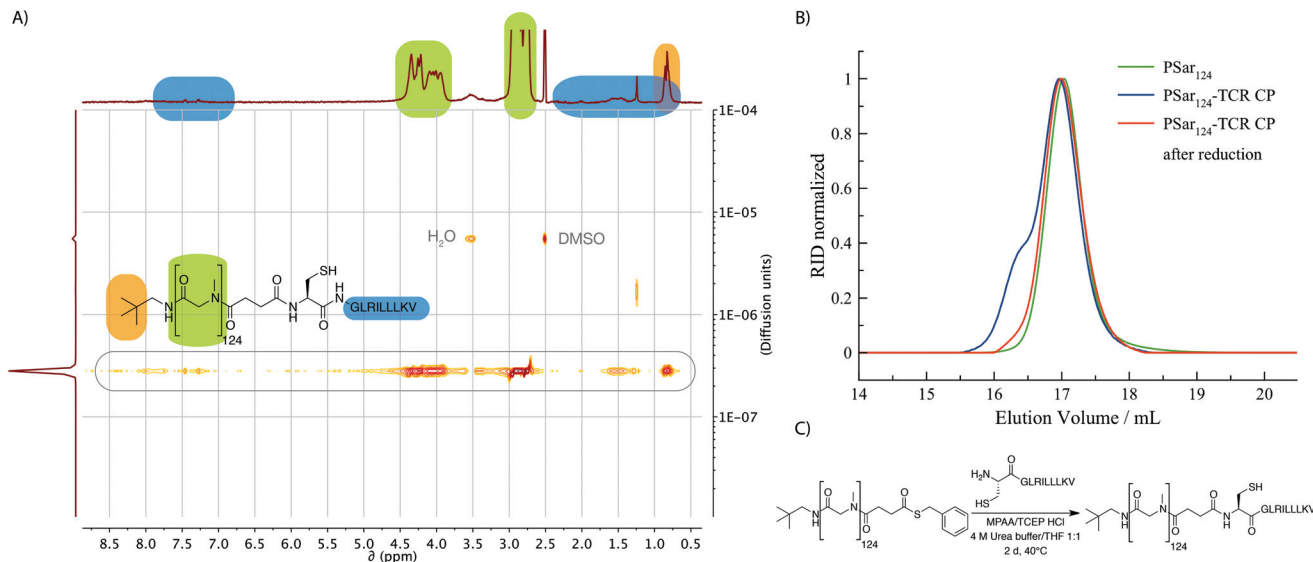 A)
1E−04
1E−05
1E−06
1E−07
(Diffusion units)
H₂O
DMSO
O
N
N
H
O
124
O
O
N
H
SH
O
H
N
GLRILLLKV
8.5 8.0 7.5 7.0 6.5 6.0 5.5 5.0 4.5 4.0 3.5 3.0 2.5 2.0 1.5 1.0 0.5
∂ (ppm)
B)
RID normalized
1
0.8
0.6
0.4
0.2
0
14 15 16 17 18 19 20
Elution Volume / mL
PSar₁₂₄
PSar₁₂₄-TCR CP
PSar₁₂₄-TCR CP
after reduction
C)
N
H
O
N
O
124
O
S
H₂N
O
GLRILLLKV
HS
MPAA/TCEP HCl
4 M Urea buffer/THF 1:1
2 d, 40°C
N
H
O
N
O
124
O
N
H
SH
O
GLRILLLKV